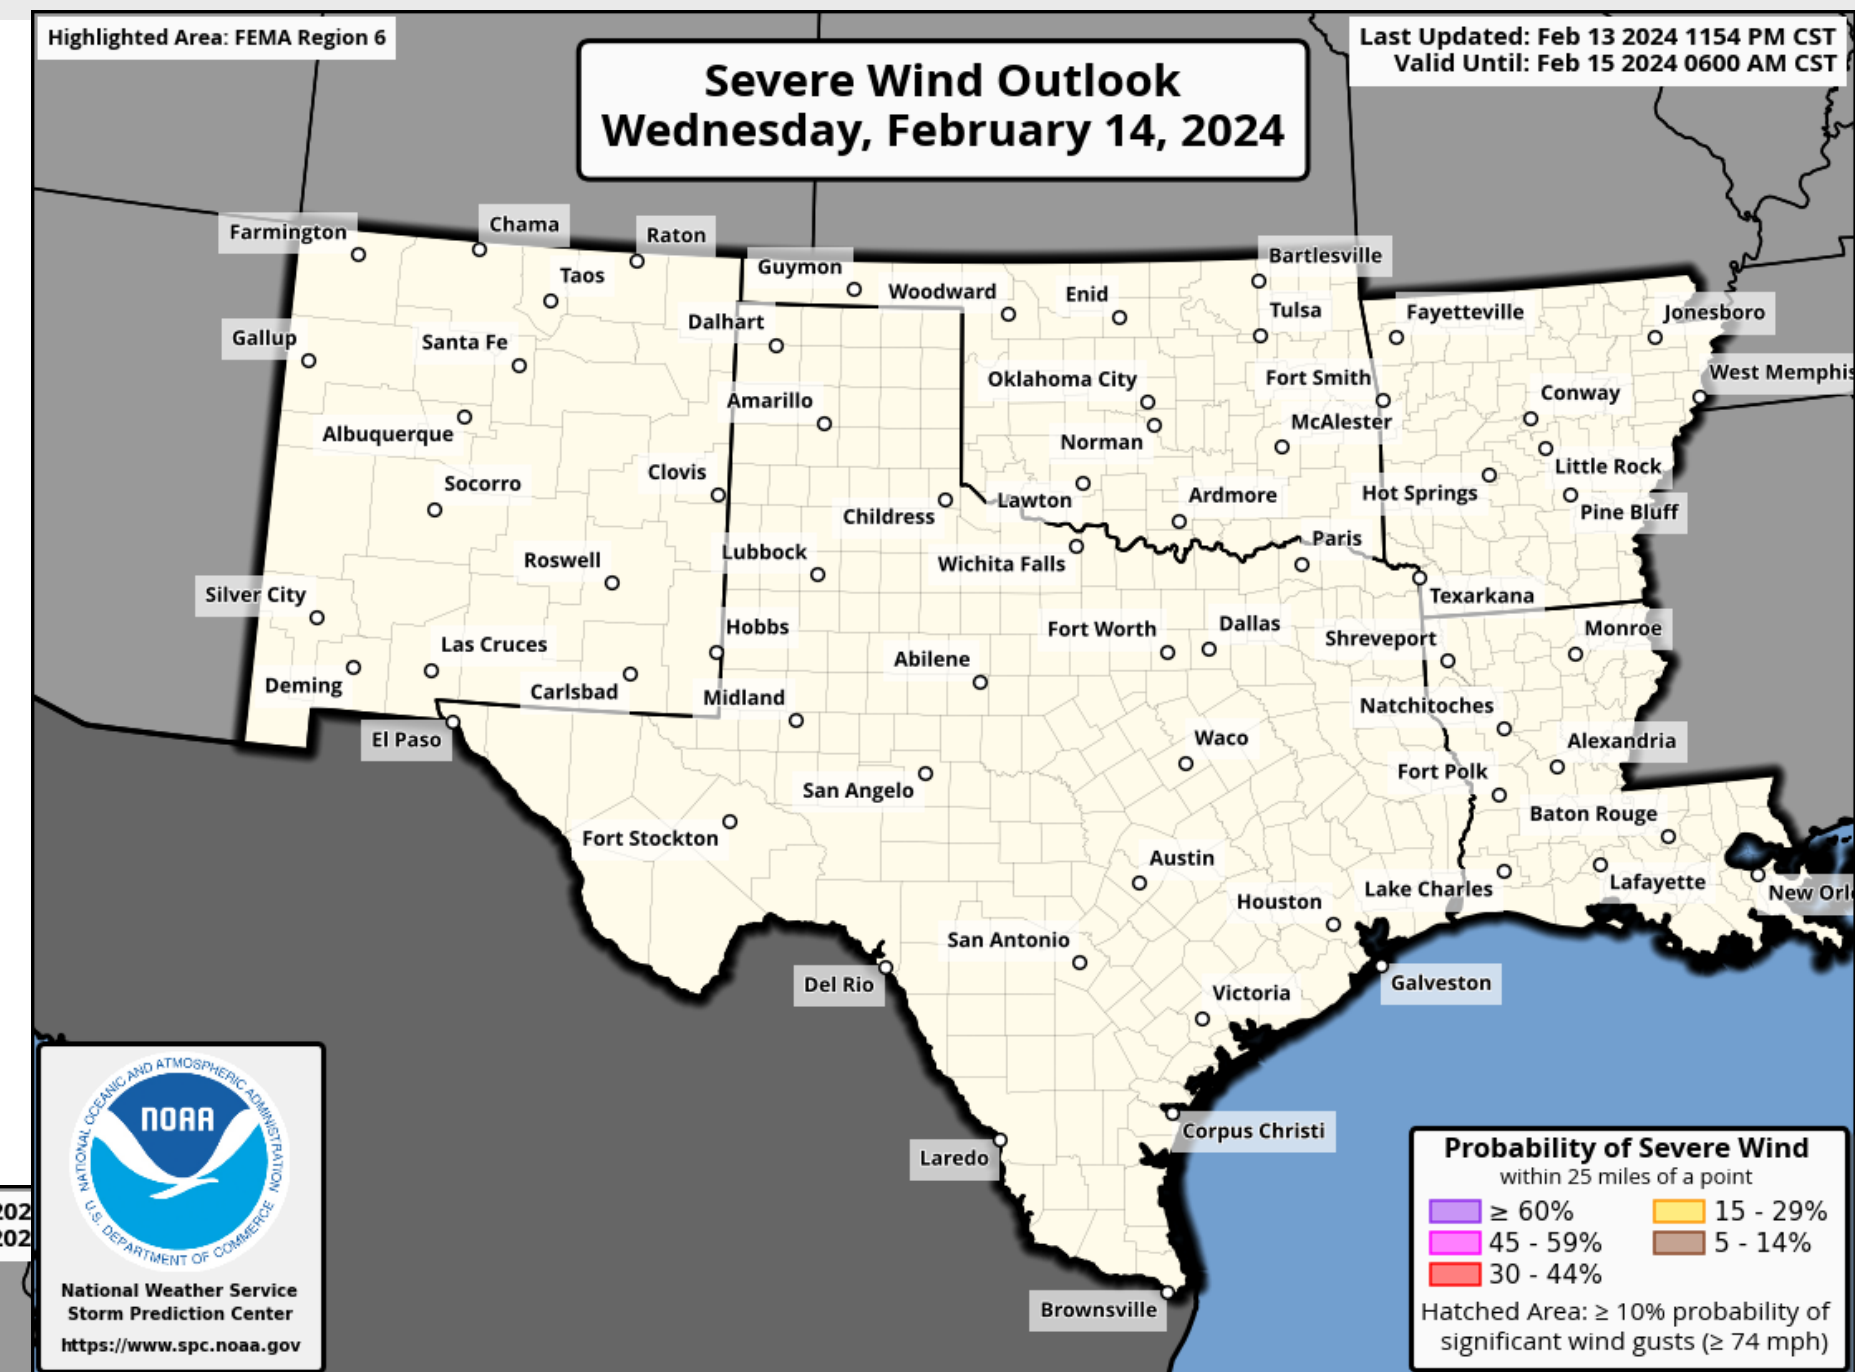 Highlighted Area: FEMA Region 6
Severe Wind Outlook
Wednesday, February 14, 2024
Last Updated: Feb 13 2024 1154 PM CST
Valid Until: Feb 15 2024 0600 AM CST
Farmington
Chama
Raton
Taos
Guymon
Woodward
Enid
Bartlesville
Tulsa
Fayetteville
Jonesboro
Gallup
Santa Fe
Dalhart
Oklahoma City
Fort Smith
West Memphis
Albuquerque
Amarillo
Norman
McAlester
Conway
Little Rock
Socorro
Clovis
Childress
Lawton
Ardmore
Hot Springs
Pine Bluff
Roswell
Lubbock
Wichita Falls
Paris
Texarkana
Silver City
Las Cruces
Hobbs
Abilene
Fort Worth
Dallas
Shreveport
Monroe
Deming
Carlsbad
Midland
Natchitoches
El Paso
San Angelo
Waco
Fort Polk
Alexandria
Fort Stockton
Austin
Baton Rouge
Houston
Lake Charles
Lafayette
New Orl
San Antonio
Del Rio
Victoria
Galveston
Corpus Christi
Laredo
Brownsville
202
202
NATIONAL OCEANIC AND ATMOSPHERIC ADMINISTRATION
NOAA
U.S. DEPARTMENT OF COMMERCE
National Weather Service
Storm Prediction Center
https://www.spc.noaa.gov
Probability of Severe Wind
within 25 miles of a point
≥ 60% 15 - 29%
45 - 59% 5 - 14%
30 - 44%
Hatched Area: ≥ 10% probability of
significant wind gusts (≥ 74 mph)